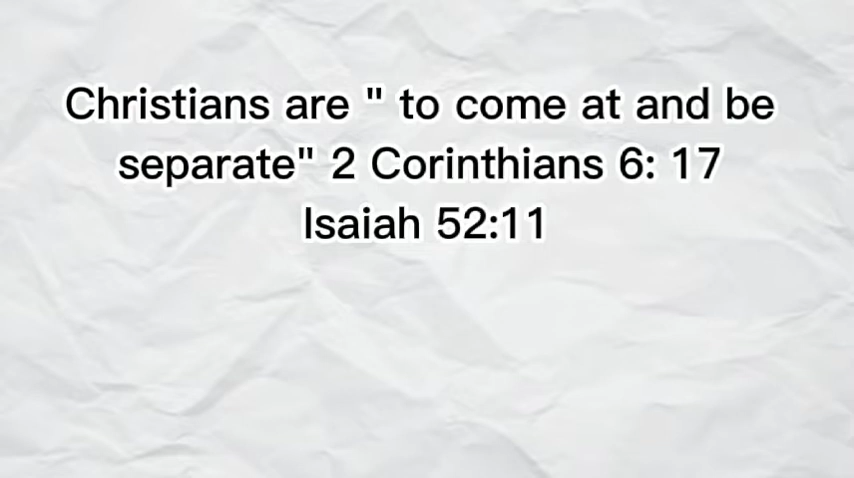 Christians are " to come at and be
separate" 2 Corinthians 6: 17
Isaiah 52:11